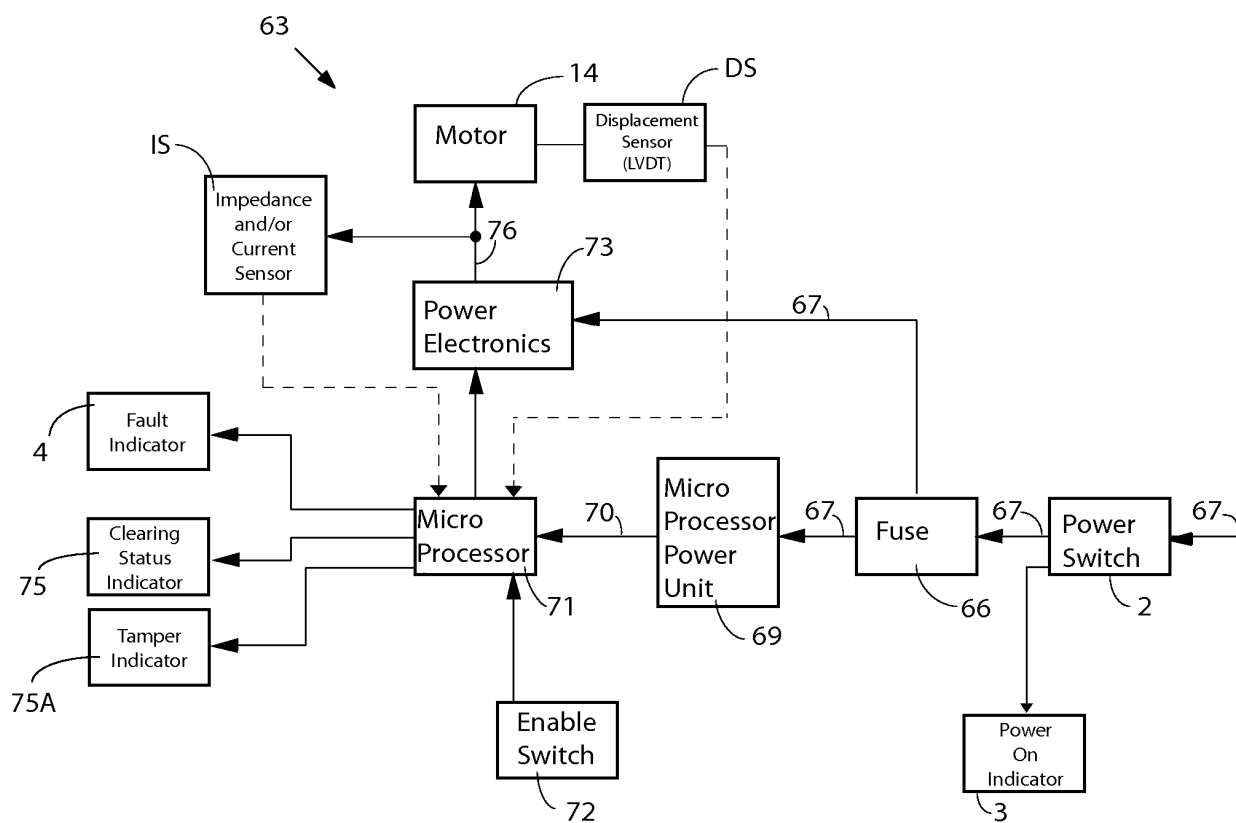 63
14
DS
Motor
Displacement
Sensor
(LVDT)
IS
Impedance
and/or
Current
Sensor
76
73
Power
Electronics
67
Fault
Indicator
4
Micro
Processor
71
70
Micro
Processor
Power
Unit
69
67
Fuse
66
67
Power
Switch
2
67
Clearing
Status
Indicator
75
Tamper
Indicator
75A
Enable
Switch
72
Power
On
Indicator
3